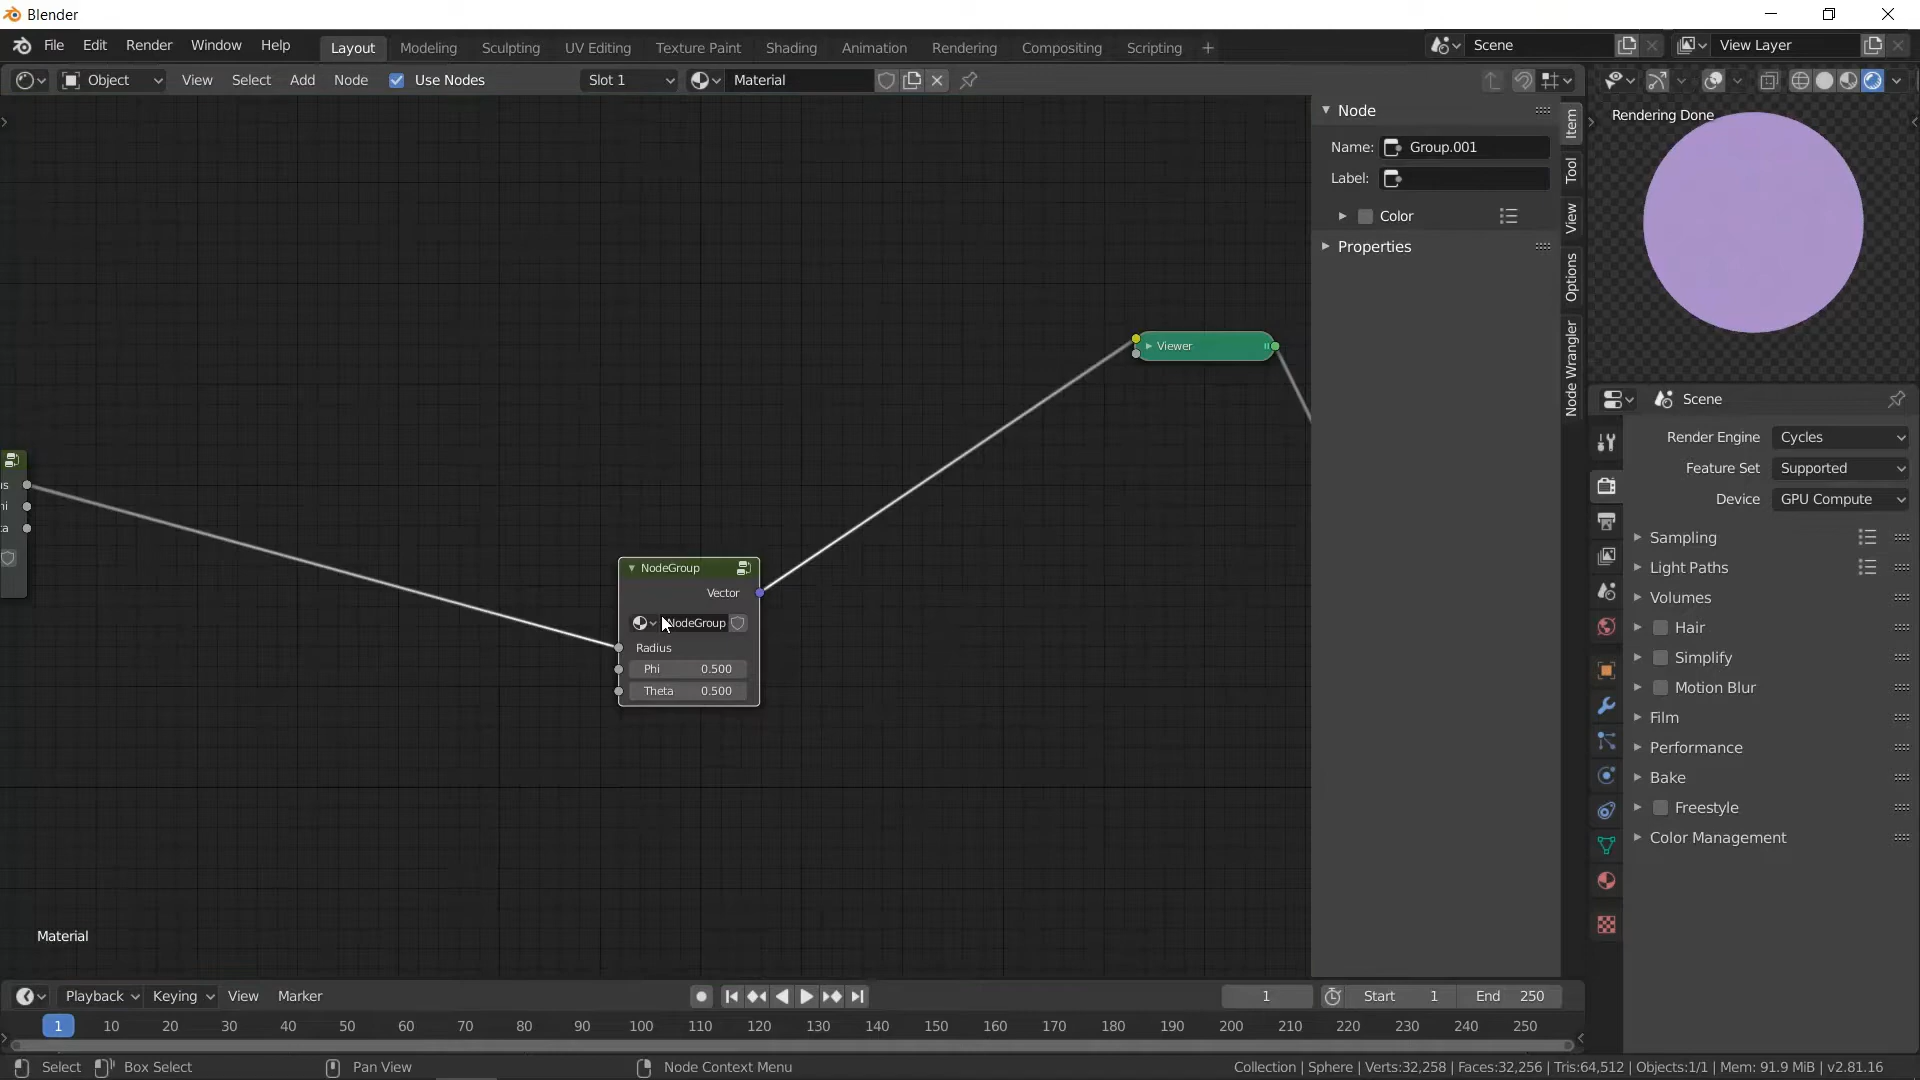 Blender
File Edit Render Window Help Layout Modeling Sculpting UV Editing Texture Paint Shading Animation Rendering Compositing Scripting + Scene View Layer
Object View Select Add Node Use Nodes Slot 1 Material
Rendering Done
Node
Name: Group.001
Label:
Color
Properties
Item
Tool
View
Options
Node Wrangler
Viewer
NodeGroup
Vector
NodeGroup
Radius
Phi 0.500
Theta 0.500
Material
Scene
Render Engine Cycles
Feature Set Supported
Device GPU Compute
Sampling
Light Paths
Volumes
Hair
Simplify
Motion Blur
Film
Performance
Bake
Freestyle
Color Management
Playback Keying View Marker 1 Start 1 End 250
1 10 20 30 40 50 60 70 80 90 100 110 120 130 140 150 160 170 180 190 200 210 220 230 240 250
Select Box Select Pan View Node Context Menu Collection | Sphere | Verts:32,258 | Faces:32,256 | Tris:64,512 | Objects:1/1 | Mem: 91.9 MiB | v2.81.16